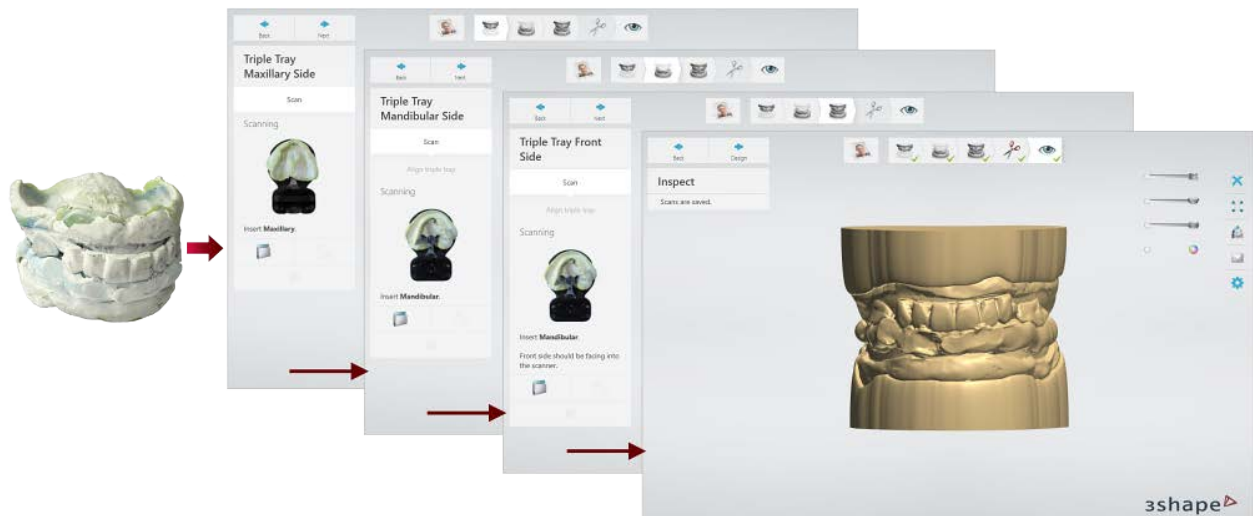 Back
Next
Triple Tray
Maxillary Side
Scan
Scanning
Insert Maxillary.
Back
Next
Triple Tray
Mandibular Side
Scan
Align triple tray
Scanning
Insert Mandibular.
Back
Next
Triple Tray Front
Side
Scan
Align triple tray
Scanning
Insert Mandibular.
Front side should be facing into
the scanner.
Back
Design
Inspect
Scans are saved.
3shape